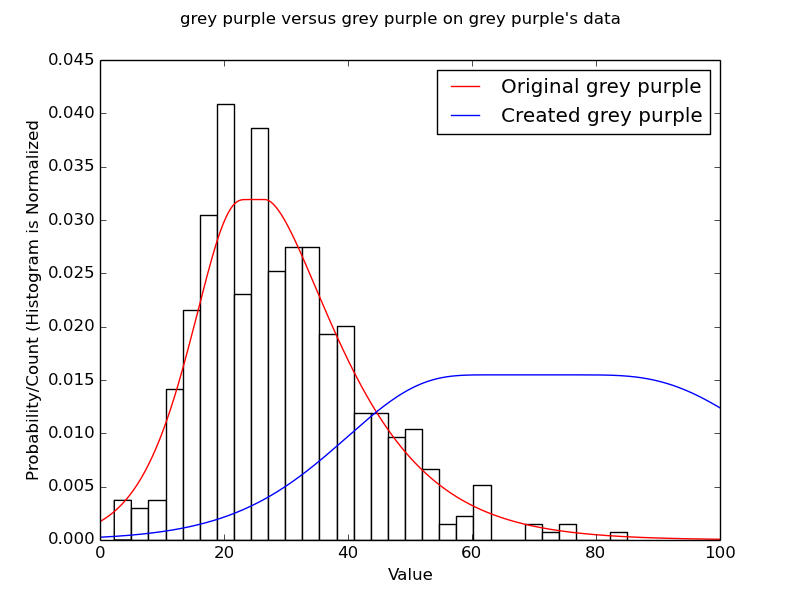 grey purple versus grey purple on grey purple's data
0.045
0.040
0.035
0.030
0.025
0.020
0.015
0.010
0.005
0.000
Probability/Count (Histogram is Normalized
Original grey purple
Created grey purple
0 20 40 60 80 100
Value